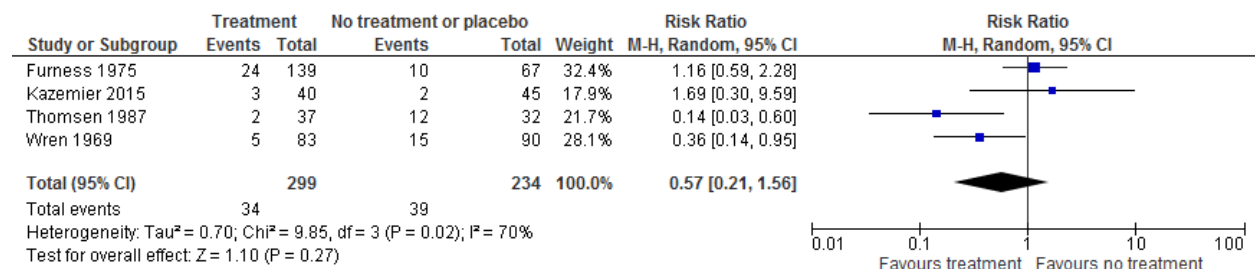 Treatment No treatment or placebo Risk Ratio Risk Ratio
Study or Subgroup Events Total Events Total Weight M-H, Random, 95% CI M-H, Random, 95% CI
Furness 1975 24 139 10 67 32.4% 1.16 [0.59, 2.28]
Kazemier 2015 3 40 2 45 17.9% 1.69 [0.30, 9.59]
Thomsen 1987 2 37 12 32 21.7% 0.14 [0.03, 0.60]
Wren 1969 5 83 15 90 28.1% 0.36 [0.14, 0.95]
Total (95% CI) 299 234 100.0% 0.57 [0.21, 1.56]
Total events 34 39
Heterogeneity: Tau² = 0.70; Chi² = 9.85, df = 3 (P = 0.02); I² = 70%
Test for overall effect: Z = 1.10 (P = 0.27)
0.01 0.1 1 10 100
Favours treatment Favours no treatment